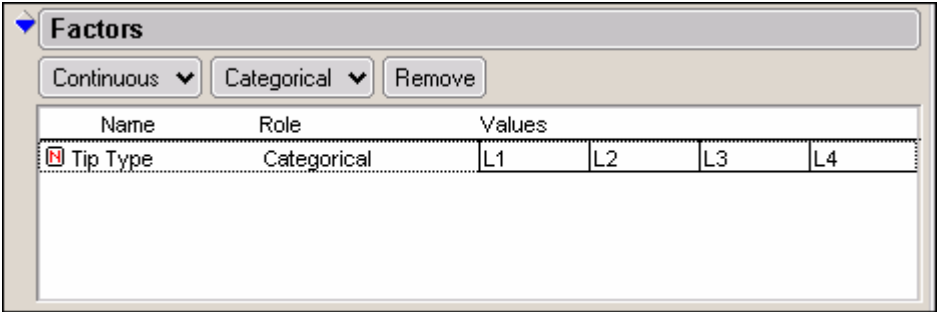 Factors
Continuous Categorical Remove
Name Role Values
N Tip Type Categorical L1 L2 L3 L4